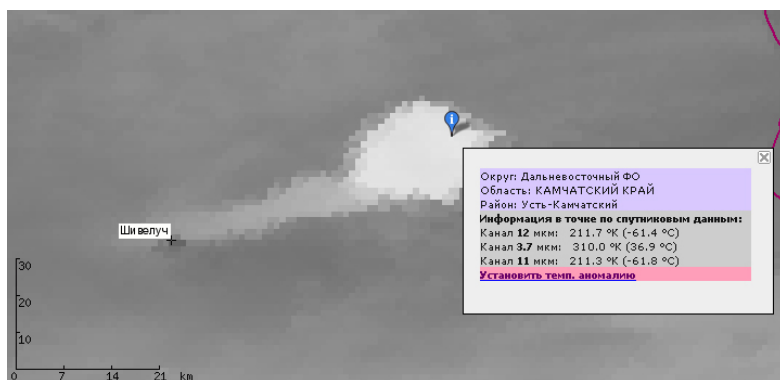 Округ: Дальневосточный ФО
Область: КАМЧАТСКИЙ КРАЙ
Район: Усть-Камчатский
Информация в точке по спутниковым данным:
Канал 12 мкм: 211.7 °K (-61.4 °C)
Канал 3.7 мкм: 310.0 °K (36.9 °C)
Канал 11 мкм: 211.3 °K (-61.8 °C)
Установить темп. аномалию
Шивелуч
30
20
10
0 7 14 21 km